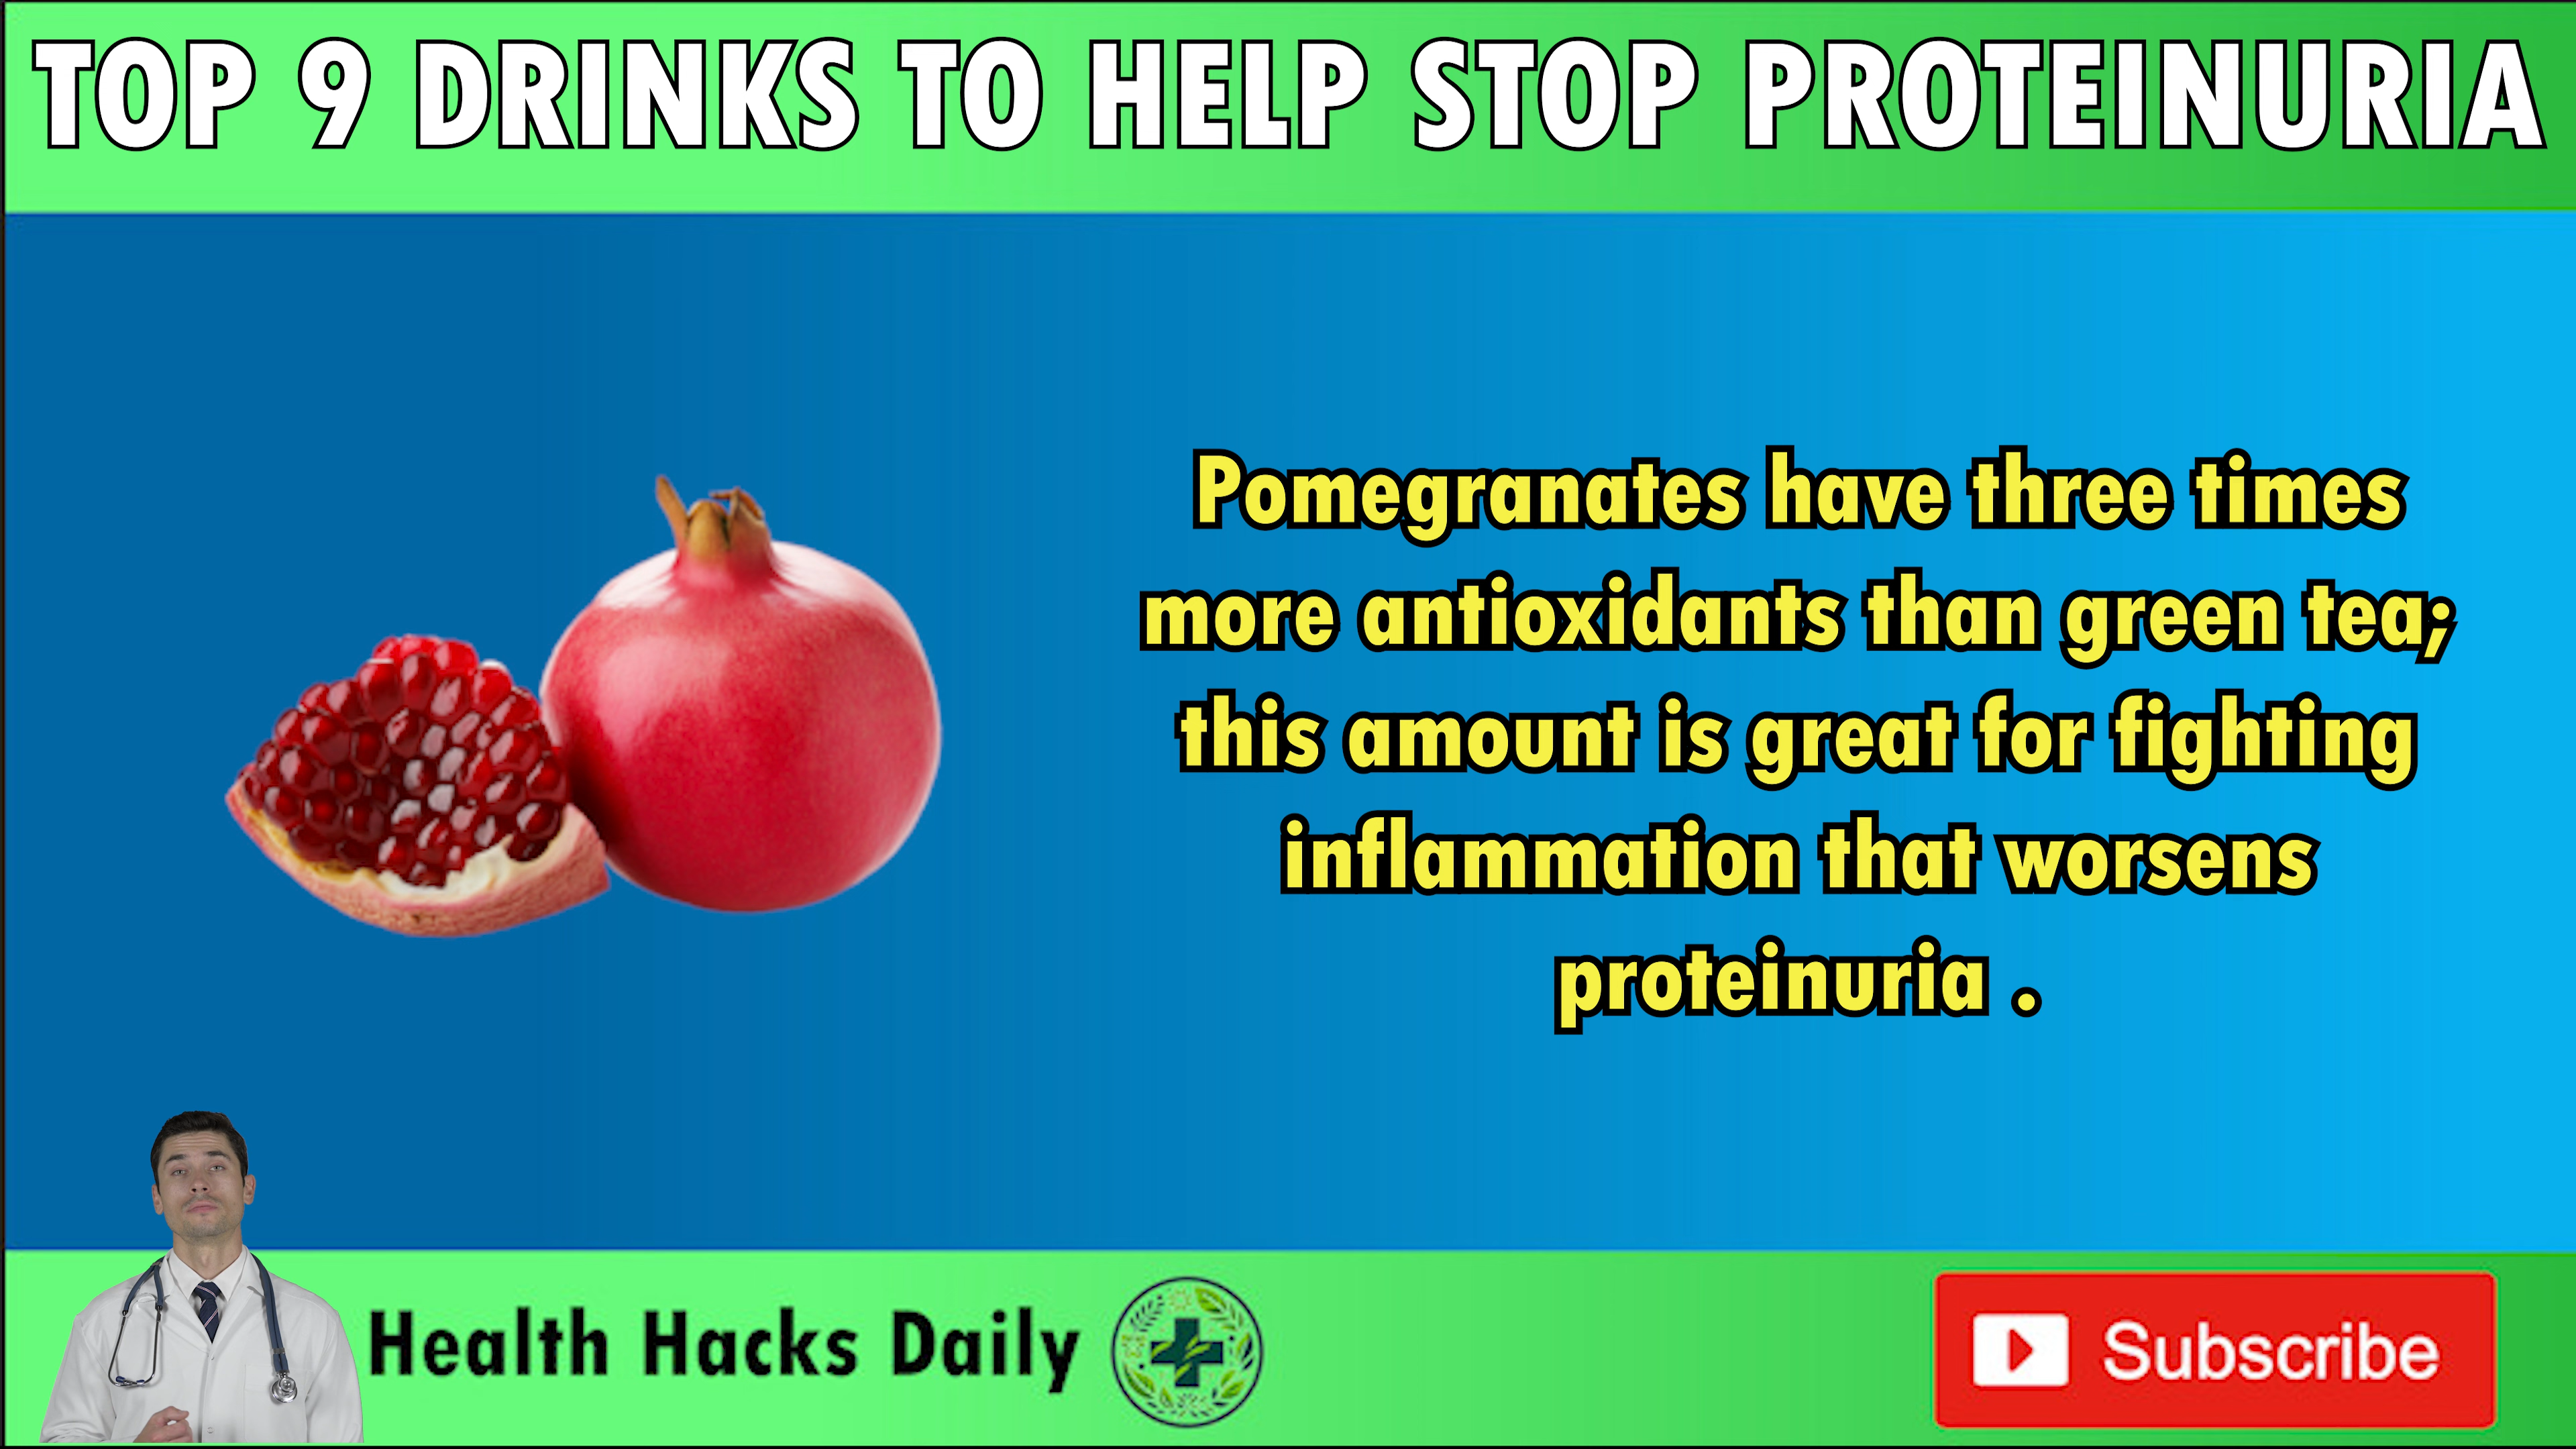 TOP 9 DRINKS TO HELP STOP PROTEINURIA
Pomegranates have three times
more antioxidants than green tea;
this amount is great for fighting
inflammation that worsens
proteinuria .
Health Hacks Daily
Subscribe